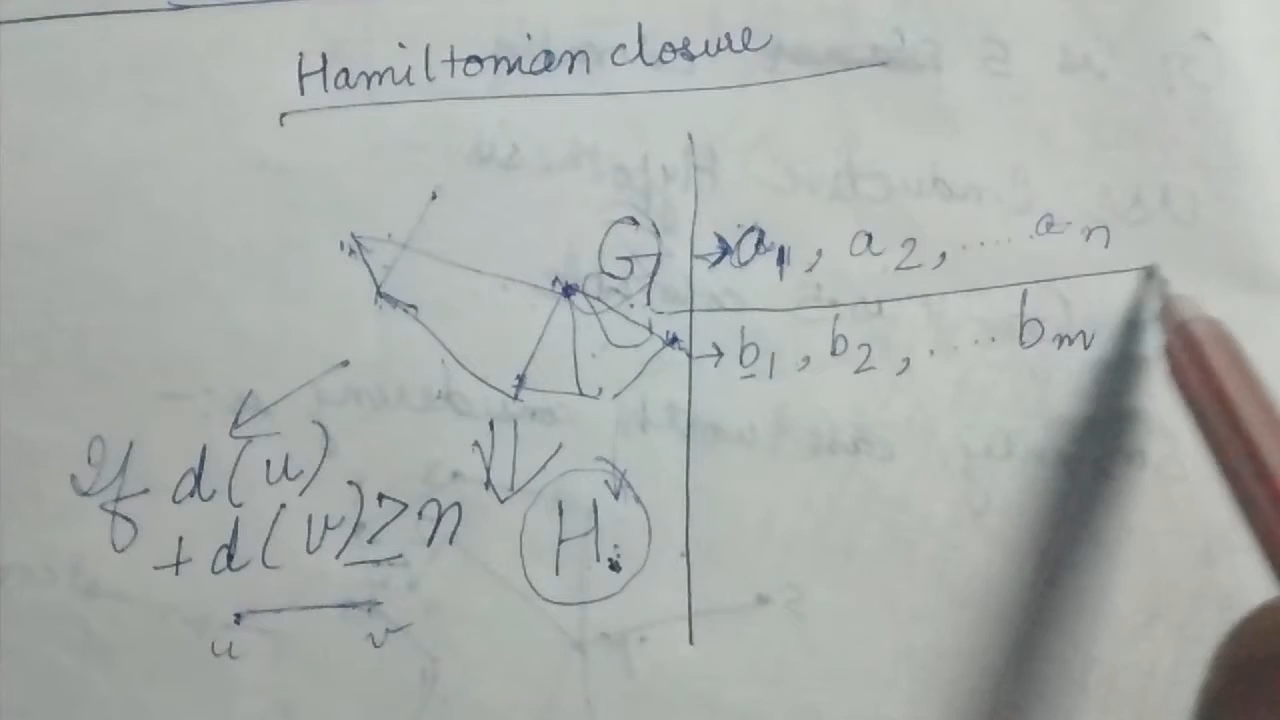 Hamiltonian closure
G → a1, a2, ..... an
→ b1, b2, ..... bm
If d(u)
+ d(v) ≥ n
H
u v